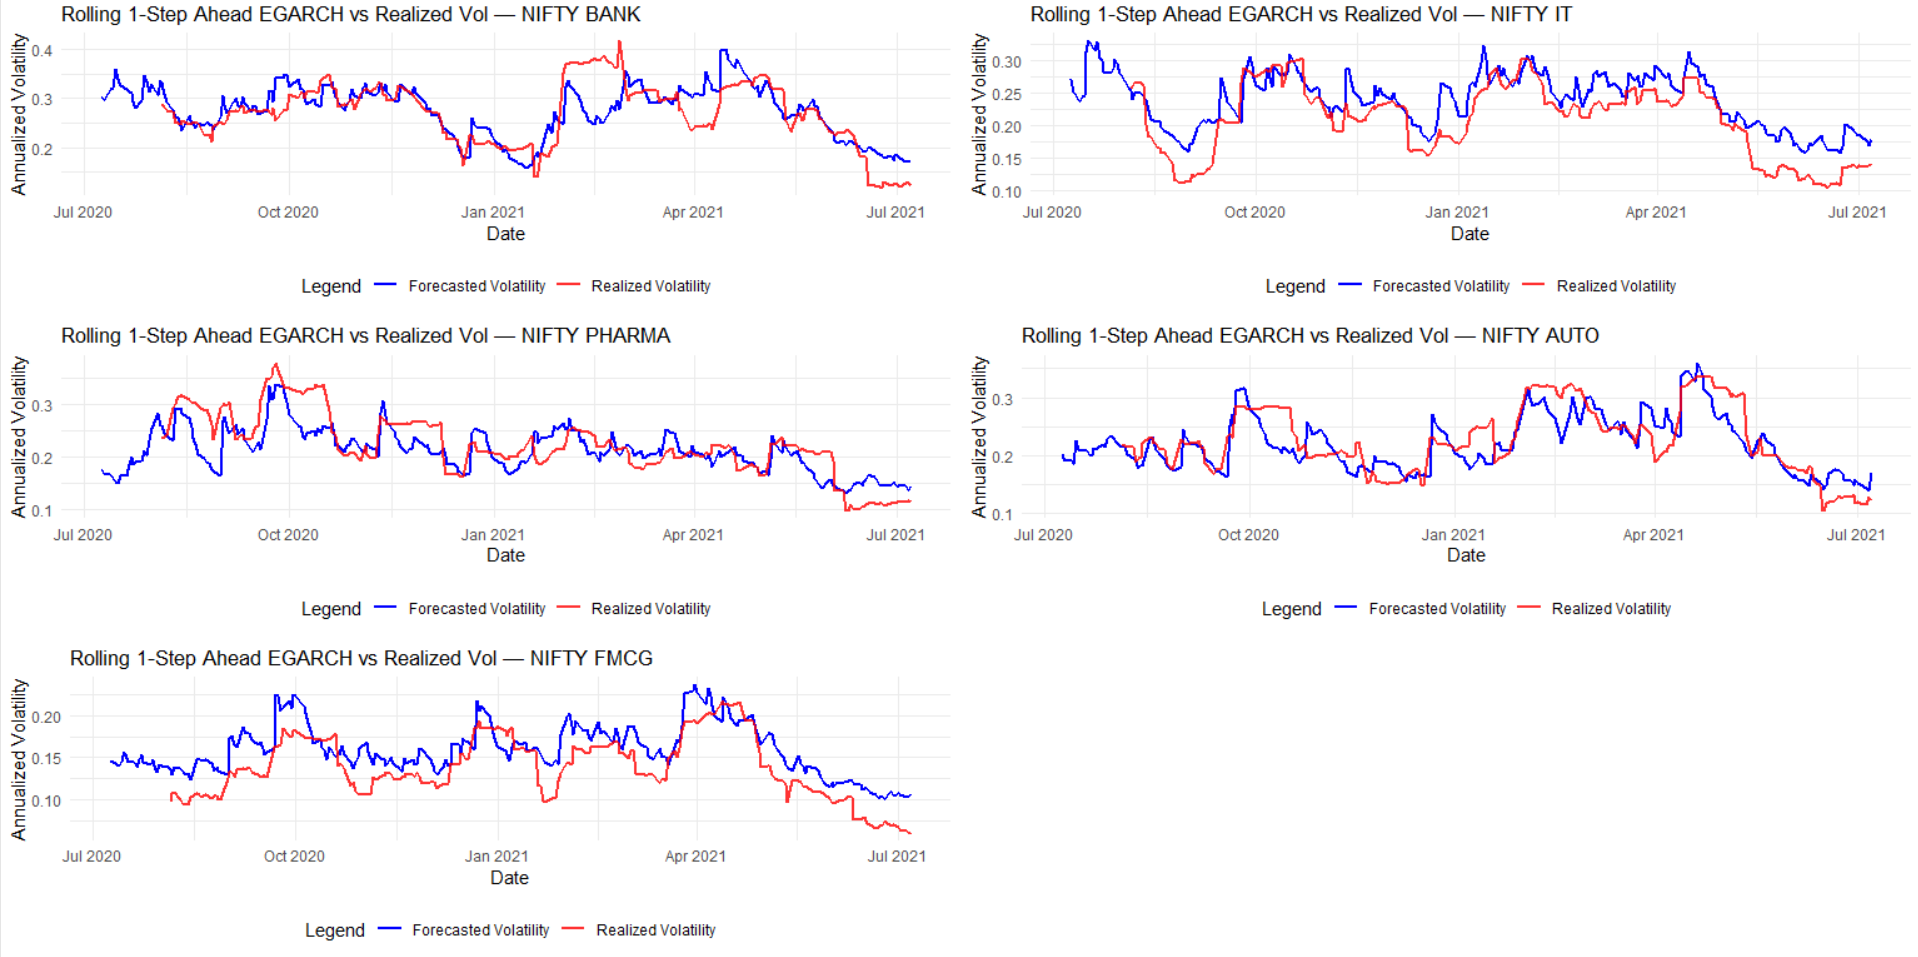 Rolling 1-Step Ahead EGARCH vs Realized Vol — NIFTY BANK
Annualized Volatility
0.4
0.3
0.2
Jul 2020 Oct 2020 Jan 2021 Apr 2021 Jul 2021
Date
Legend Forecasted Volatility Realized Volatility
Rolling 1-Step Ahead EGARCH vs Realized Vol — NIFTY IT
Annualized Volatility
0.30
0.25
0.20
0.15
0.10
Jul 2020 Oct 2020 Jan 2021 Apr 2021 Jul 2021
Date
Legend Forecasted Volatility Realized Volatility
Rolling 1-Step Ahead EGARCH vs Realized Vol — NIFTY PHARMA
Annualized Volatility
0.3
0.2
0.1
Jul 2020 Oct 2020 Jan 2021 Apr 2021 Jul 2021
Date
Legend Forecasted Volatility Realized Volatility
Rolling 1-Step Ahead EGARCH vs Realized Vol — NIFTY AUTO
Annualized Volatility
0.3
0.2
0.1
Jul 2020 Oct 2020 Jan 2021 Apr 2021 Jul 2021
Date
Legend Forecasted Volatility Realized Volatility
Rolling 1-Step Ahead EGARCH vs Realized Vol — NIFTY FMCG
Annualized Volatility
0.20
0.15
0.10
Jul 2020 Oct 2020 Jan 2021 Apr 2021 Jul 2021
Date
Legend Forecasted Volatility Realized Volatility